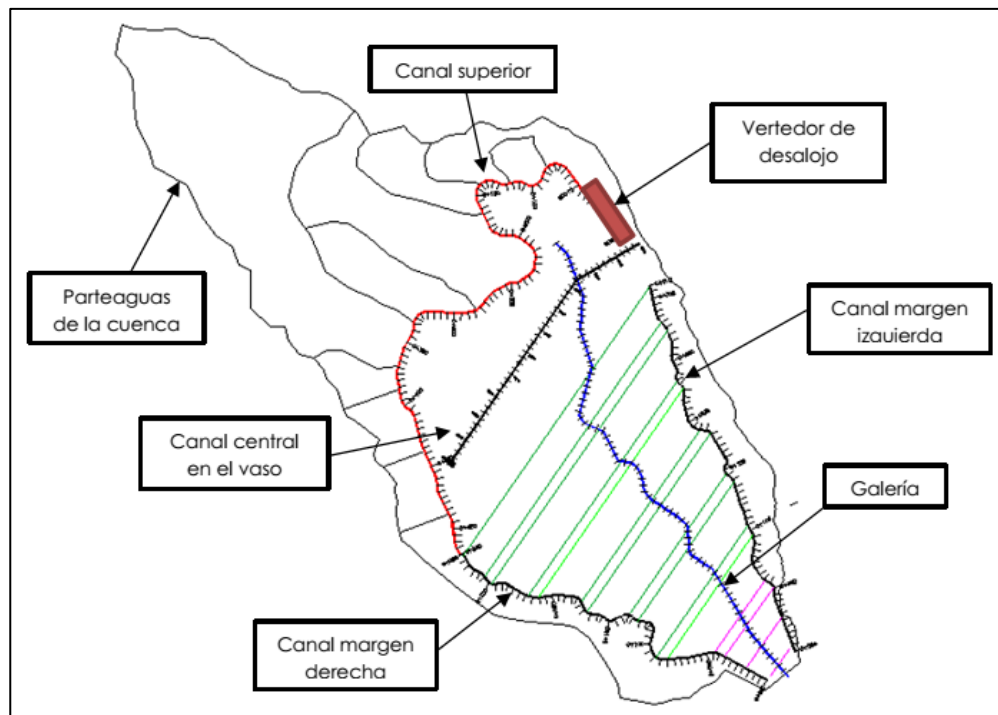 Canal superior
Vertedor de
desalojo
Parteaguas
de la cuenca
Canal margen
izauierda
Canal central
en el vaso
Galería
Canal margen
derecha